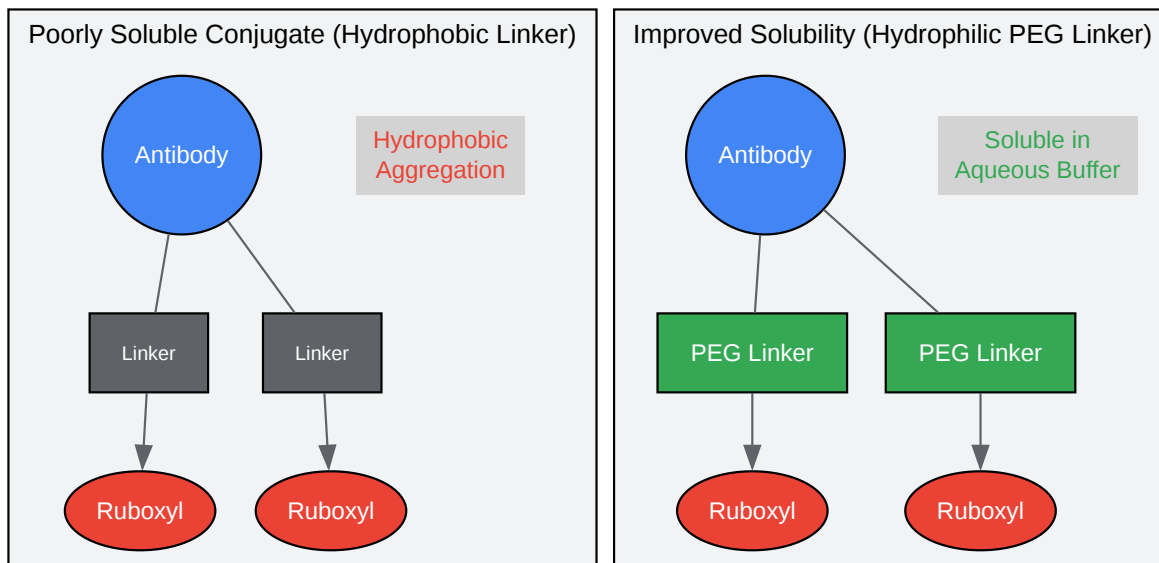 Poorly Soluble Conjugate (Hydrophobic Linker)
Antibody
Hydrophobic
Aggregation
Linker
Linker
Ruboxyl
Ruboxyl
Improved Solubility (Hydrophilic PEG Linker)
Antibody
Soluble in
Aqueous Buffer
PEG Linker
PEG Linker
Ruboxyl
Ruboxyl